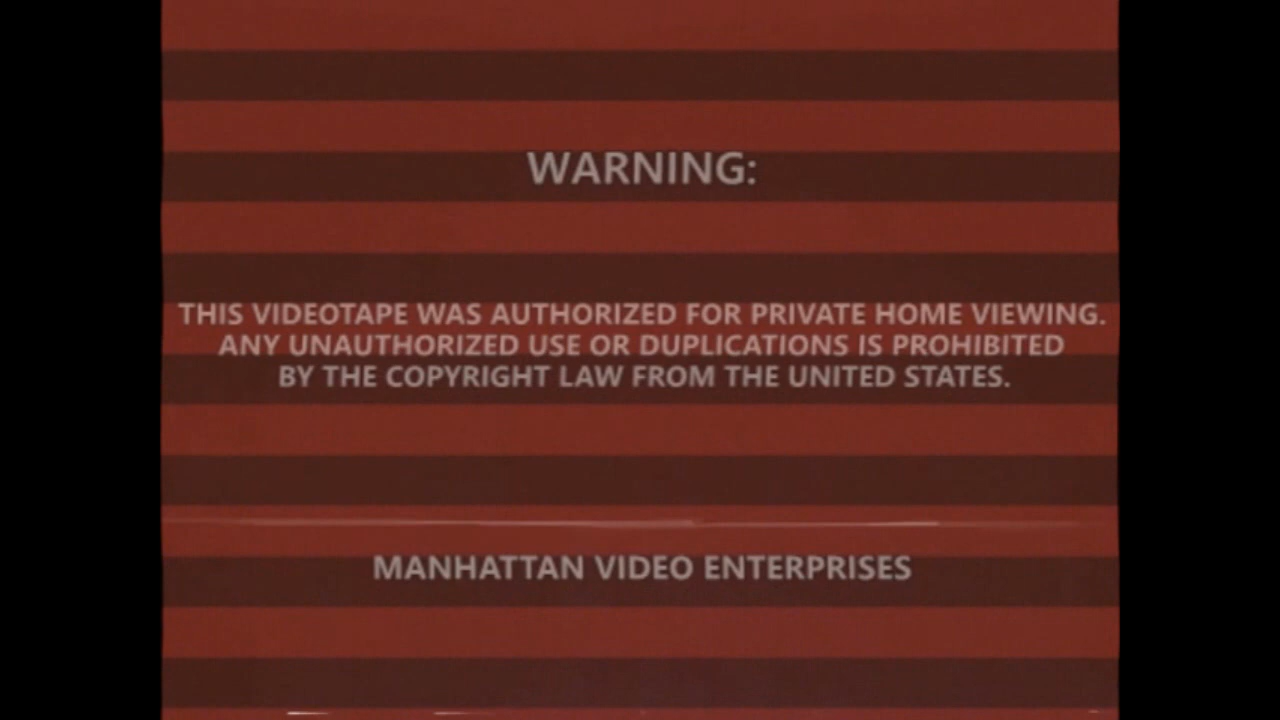 WARNING:
THIS VIDEOTAPE WAS AUTHORIZED FOR PRIVATE HOME VIEWING.
ANY UNAUTHORIZED USE OR DUPLICATIONS IS PROHIBITED
BY THE COPYRIGHT LAW FROM THE UNITED STATES.
MANHATTAN VIDEO ENTERPRISES